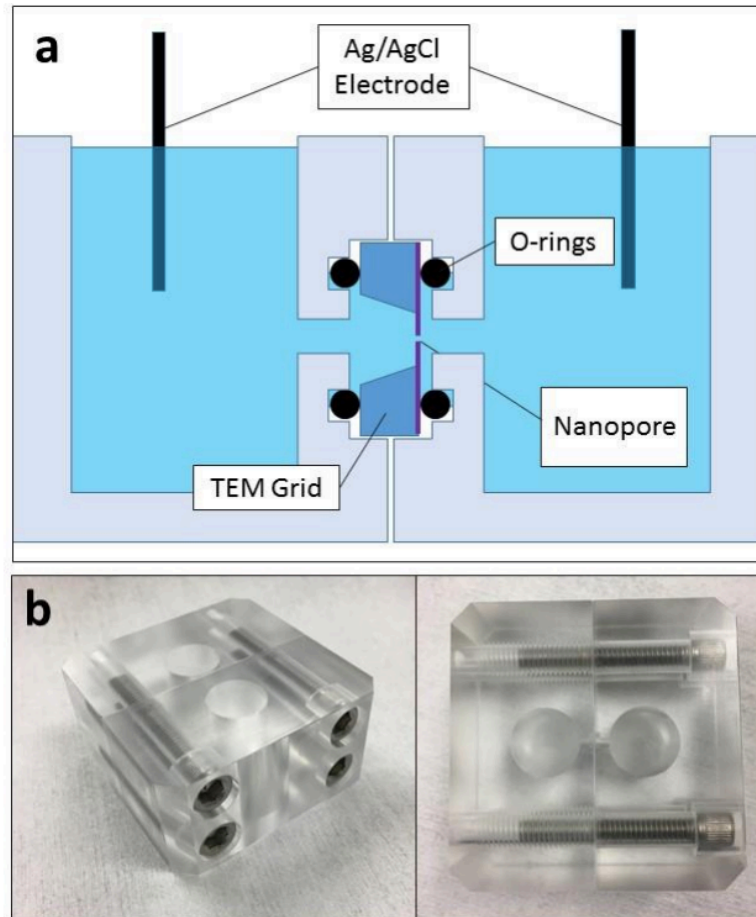 a
Ag/AgCl
Electrode
O-rings
Nanopore
TEM Grid
b